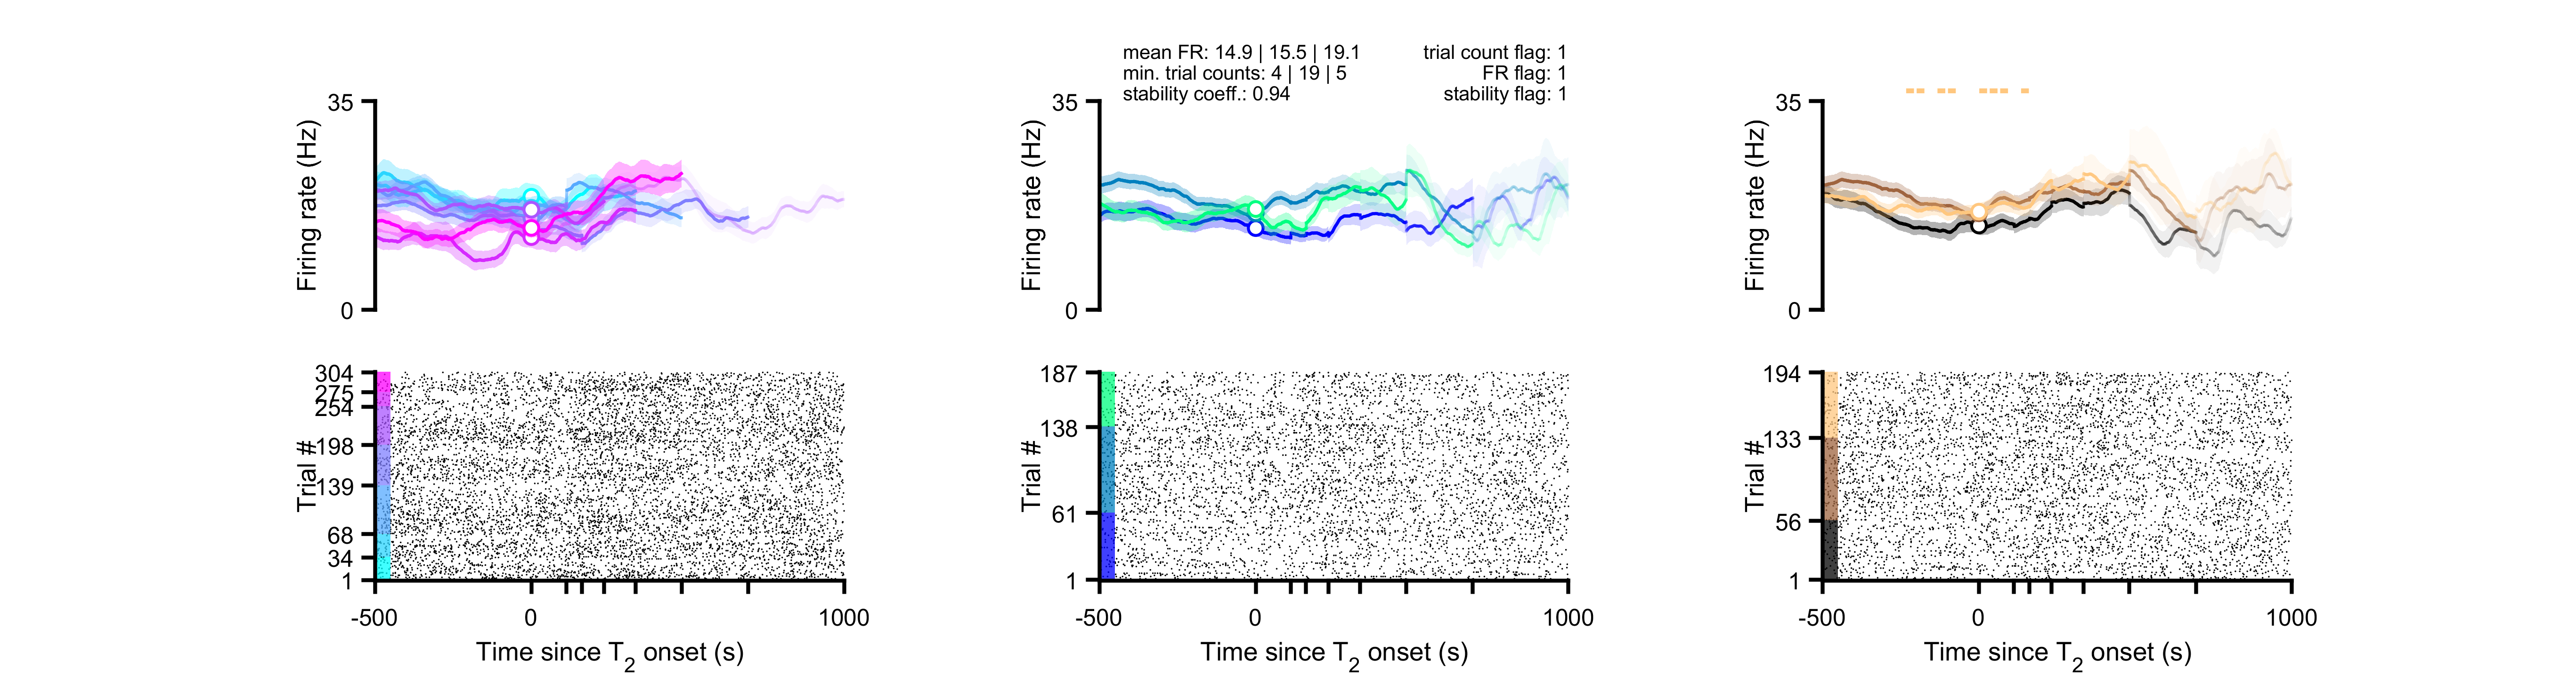 mean FR: 14.9 | 15.5 | 19.1
min. trial counts: 4 | 19 | 5
stability coeff.: 0.94
trial count flag: 1
FR flag: 1
stability flag: 1
35
Firing rate (Hz)
0
35
Firing rate (Hz)
0
35
Firing rate (Hz)
0
304
275
254
198
139
68
34
1
Trial #
-500 0 1000
Time since T2 onset (s)
187
138
61
1
Trial #
-500 0 1000
Time since T2 onset (s)
194
133
56
1
Trial #
-500 0 1000
Time since T2 onset (s)